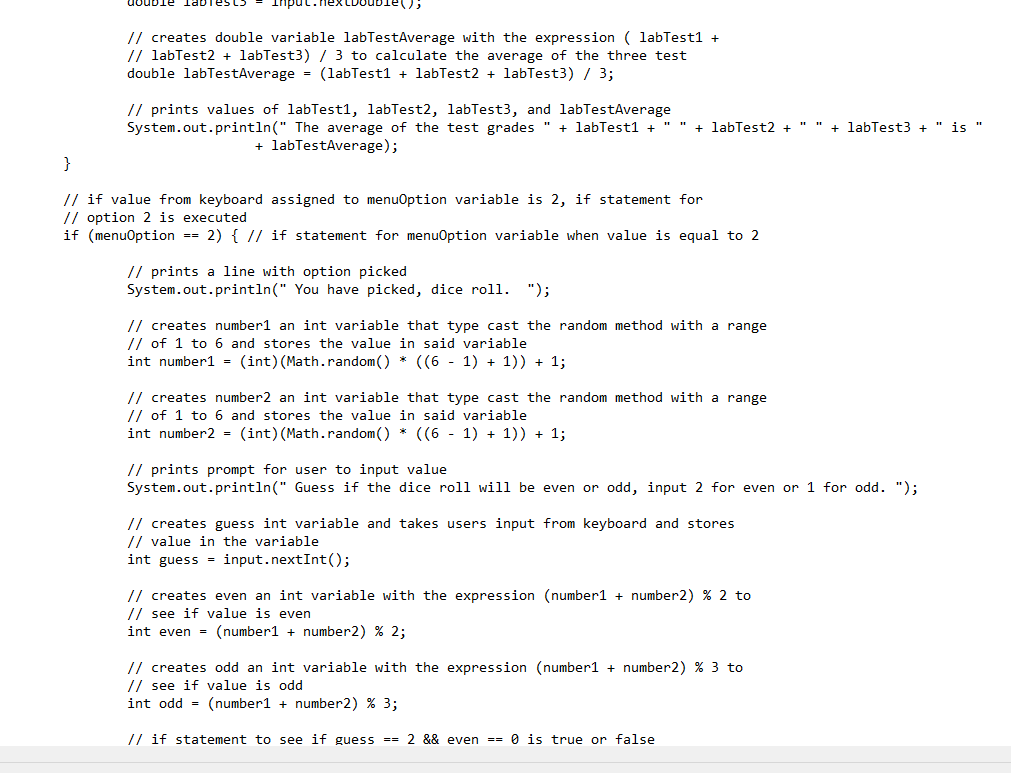 double labTest3 = input.nextDouble();
// creates double variable labTestAverage with the expression ( labTest1 +
// labTest2 + labTest3) / 3 to calculate the average of the three test
double labTestAverage = (labTest1 + labTest2 + labTest3) / 3;
// prints values of labTest1, labTest2, labTest3, and labTestAverage
System.out.println(" The average of the test grades " + labTest1 + " " + labTest2 + " " + labTest3 + " is "
+ labTestAverage);
}
// if value from keyboard assigned to menuOption variable is 2, if statement for
// option 2 is executed
if (menuOption == 2) { // if statement for menuOption variable when value is equal to 2
// prints a line with option picked
System.out.println(" You have picked, dice roll.  ");
// creates number1 an int variable that type cast the random method with a range
// of 1 to 6 and stores the value in said variable
int number1 = (int)(Math.random() * ((6 - 1) + 1)) + 1;
// creates number2 an int variable that type cast the random method with a range
// of 1 to 6 and stores the value in said variable
int number2 = (int)(Math.random() * ((6 - 1) + 1)) + 1;
// prints prompt for user to input value
System.out.println(" Guess if the dice roll will be even or odd, input 2 for even or 1 for odd. ");
// creates guess int variable and takes users input from keyboard and stores
// value in the variable
int guess = input.nextInt();
// creates even an int variable with the expression (number1 + number2) % 2 to
// see if value is even
int even = (number1 + number2) % 2;
// creates odd an int variable with the expression (number1 + number2) % 3 to
// see if value is odd
int odd = (number1 + number2) % 3;
// if statement to see if guess == 2 && even == 0 is true or false